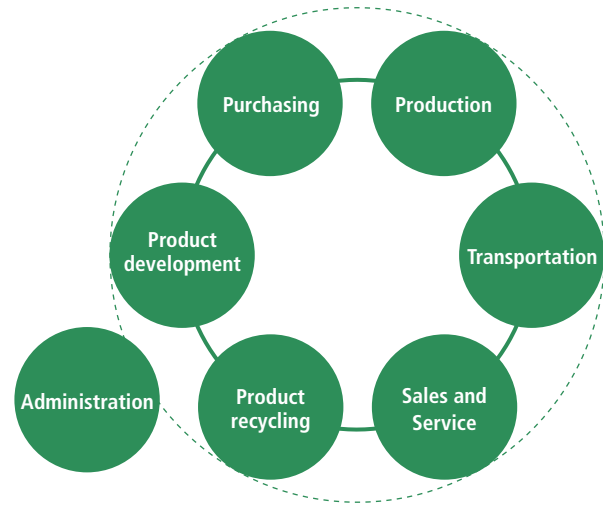 Purchasing
Production
Product
development
Transportation
Administration
Product
recycling
Sales and
Service